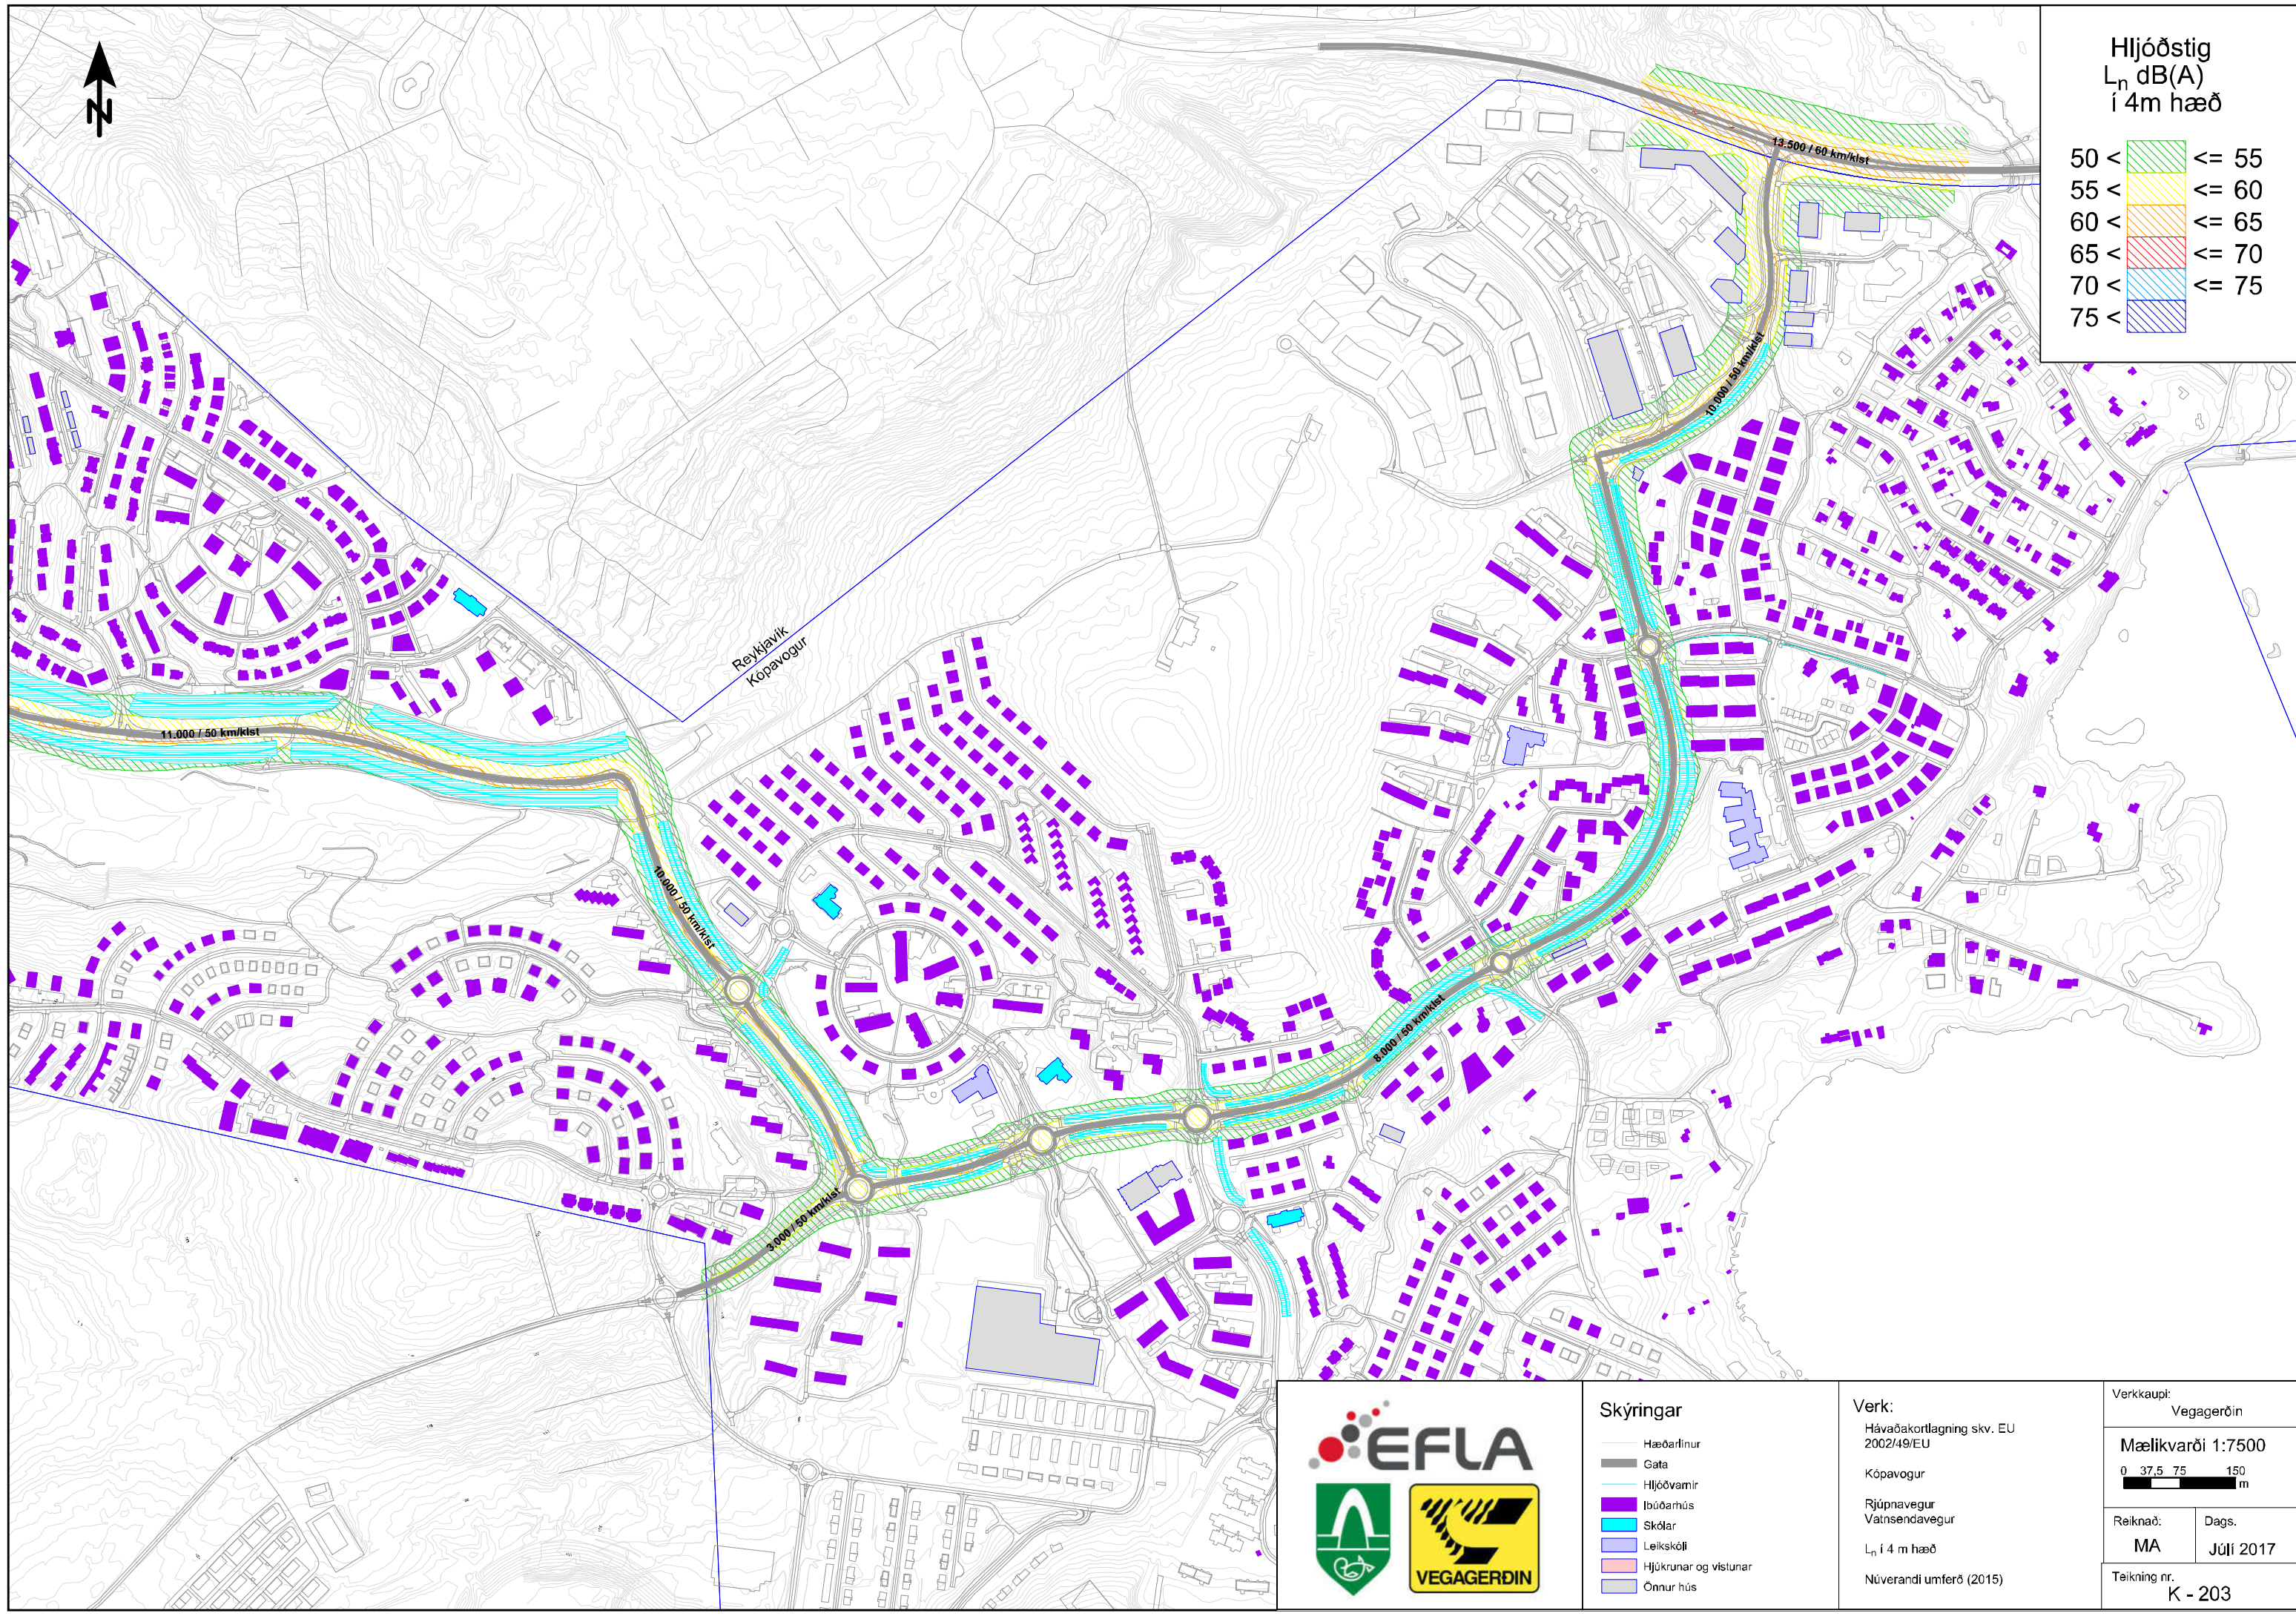 N
Hljóðstig
Ln dB(A)
í 4m hæð
50 < <= 55
55 < <= 60
60 < <= 65
65 < <= 70
70 < <= 75
75 <
13.500 / 60 km/klst
10.000 / 50 km/klst
Reykjavík
Kópavogur
11.000 / 50 km/klst
10.000 / 50 km/klst
8.000 / 50 km/klst
3.000 / 50 km/klst
EFLA
VEGAGERÐIN
Skýringar
Hæðarlínur
Gata
Hljóðvarnir
Íbúðarhús
Skólar
Leikskóli
Hjúkrunar og vistunar
Önnur hús
Verk:
Hávaðakortlagning skv. EU
2002/49/EU
Kópavogur
Rjúpnavegur
Vatnsendavegur
Ln í 4 m hæð
Núverandi umferð (2015)
Verkkaupi:
Vegagerðin
Mælikvarði 1:7500
0 37,5 75 150
m
Reiknað:
MA
Dags.
Júlí 2017
Teikning nr.
K - 203